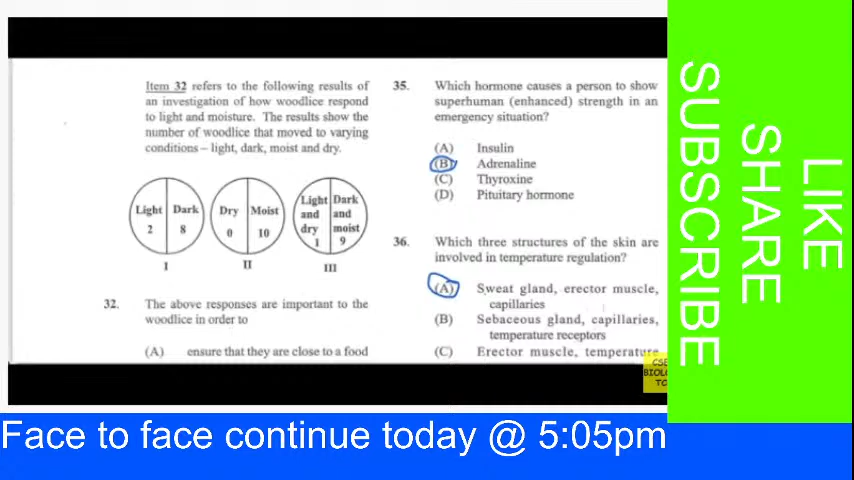 Item 32 refers to the following results of
an investigation of how woodlice respond
to light and moisture. The results show the
number of woodlice that moved to varying
conditions – light, dark, moist and dry.
Light
2
Dark
8
I
Dry
0
Moist
10
II
Light
and
dry
1
Dark
and
moist
9
III
32. The above responses are important to the
woodlice in order to
(A) ensure that they are close to a food
35. Which hormone causes a person to show
superhuman (enhanced) strength in an
emergency situation?
(A) Insulin
(B) Adrenaline
(C) Thyroxine
(D) Pituitary hormone
36. Which three structures of the skin are
involved in temperature regulation?
(A) Sweat gland, erector muscle,
capillaries
(B) Sebaceous gland, capillaries,
temperature receptors
(C) Erector muscle, temperature
LIKE
SHARE
SUBSCRIBE
Face to face continue today @ 5:05pm